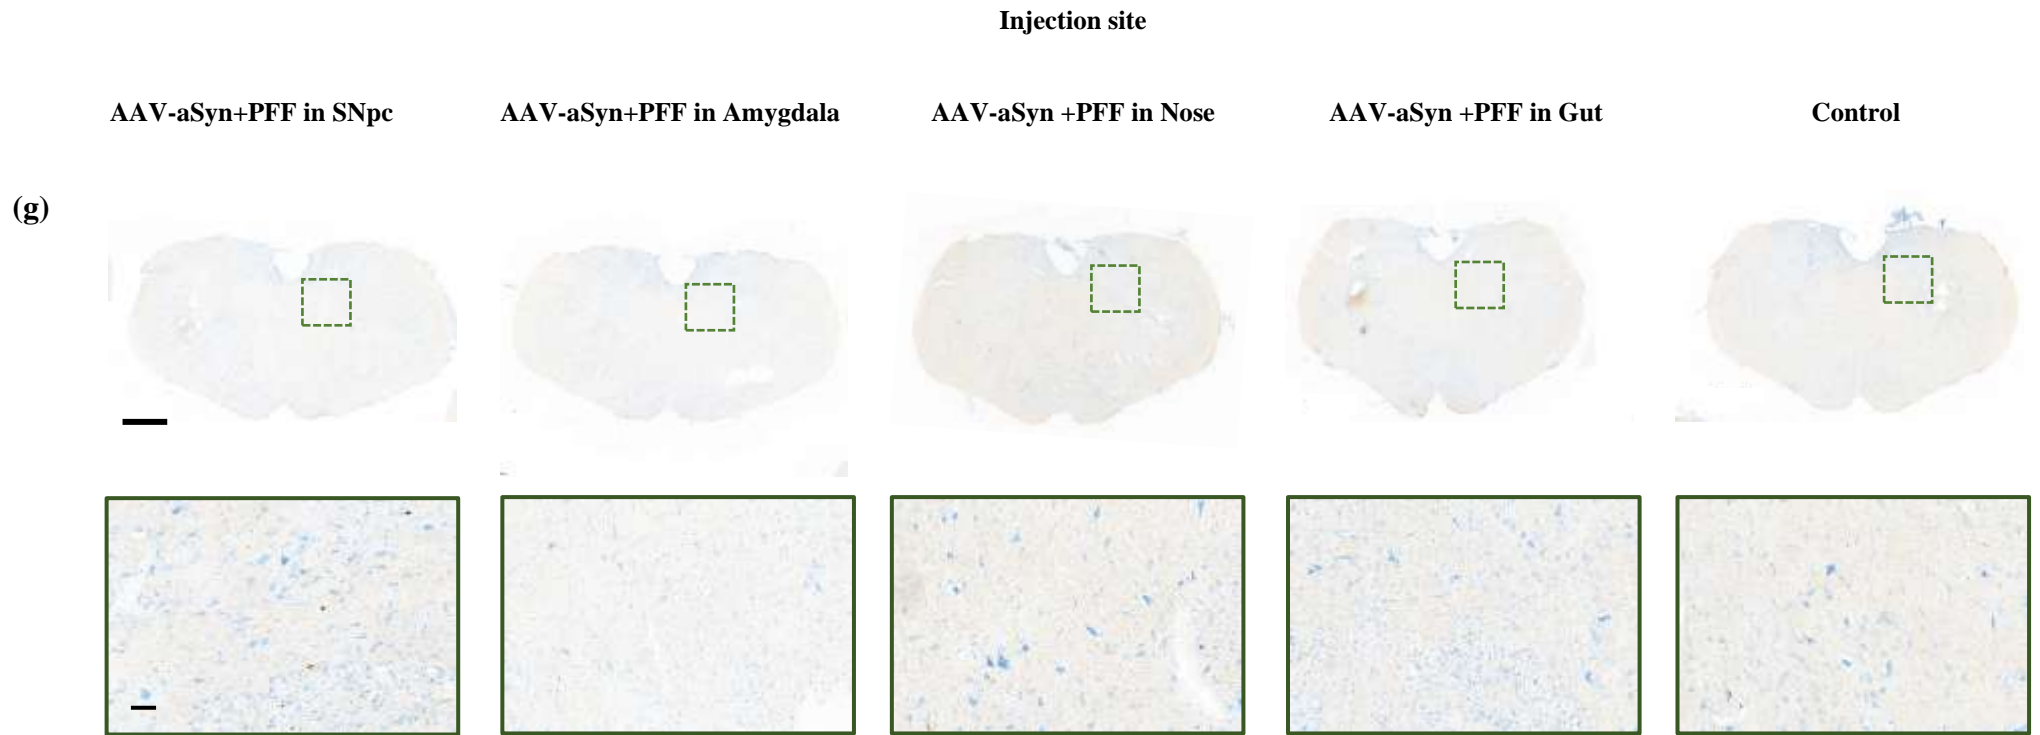 Injection site
AAV-aSyn+PFF in SNpc AAV-aSyn+PFF in Amygdala AAV-aSyn +PFF in Nose AAV-aSyn +PFF in Gut Control
(g)